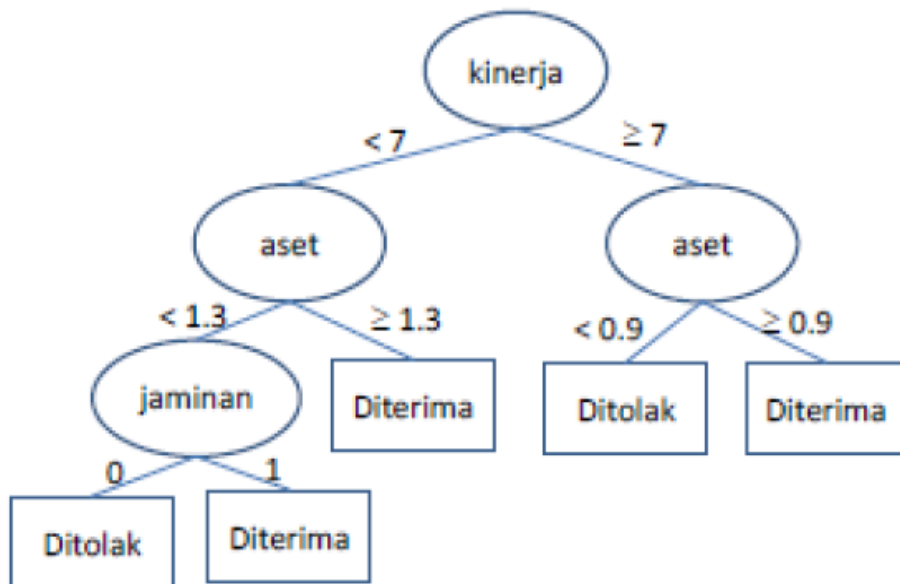 kinerja
< 7
≥ 7
aset
aset
< 1.3
≥ 1.3
< 0.9
≥ 0.9
jaminan
Diterima
Ditolak
Diterima
0
1
Ditolak
Diterima